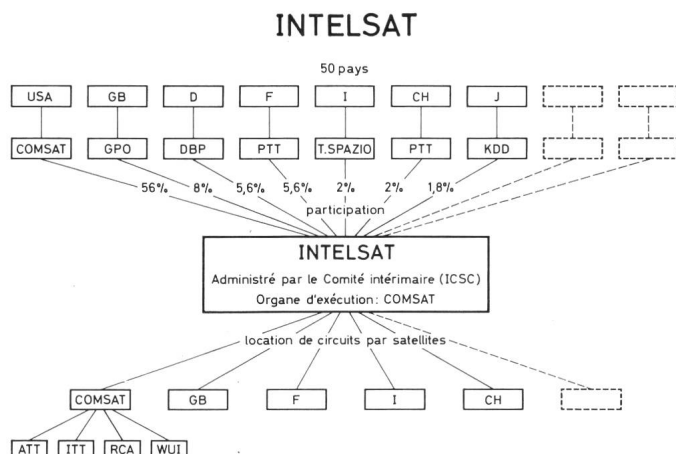 INTELSAT
50 pays
USA GB D F I CH J
COMSAT GPO DBP PTT T.SPAZIO PTT KDD
56% 8% 5,6% 5,6% 2% 2% 1,8%
participation
INTELSAT
Administré par le Comité intérimaire (ICSC)
Organe d'exécution: COMSAT
location de circuits par satellites
COMSAT GB F I CH
ATT ITT RCA WUI